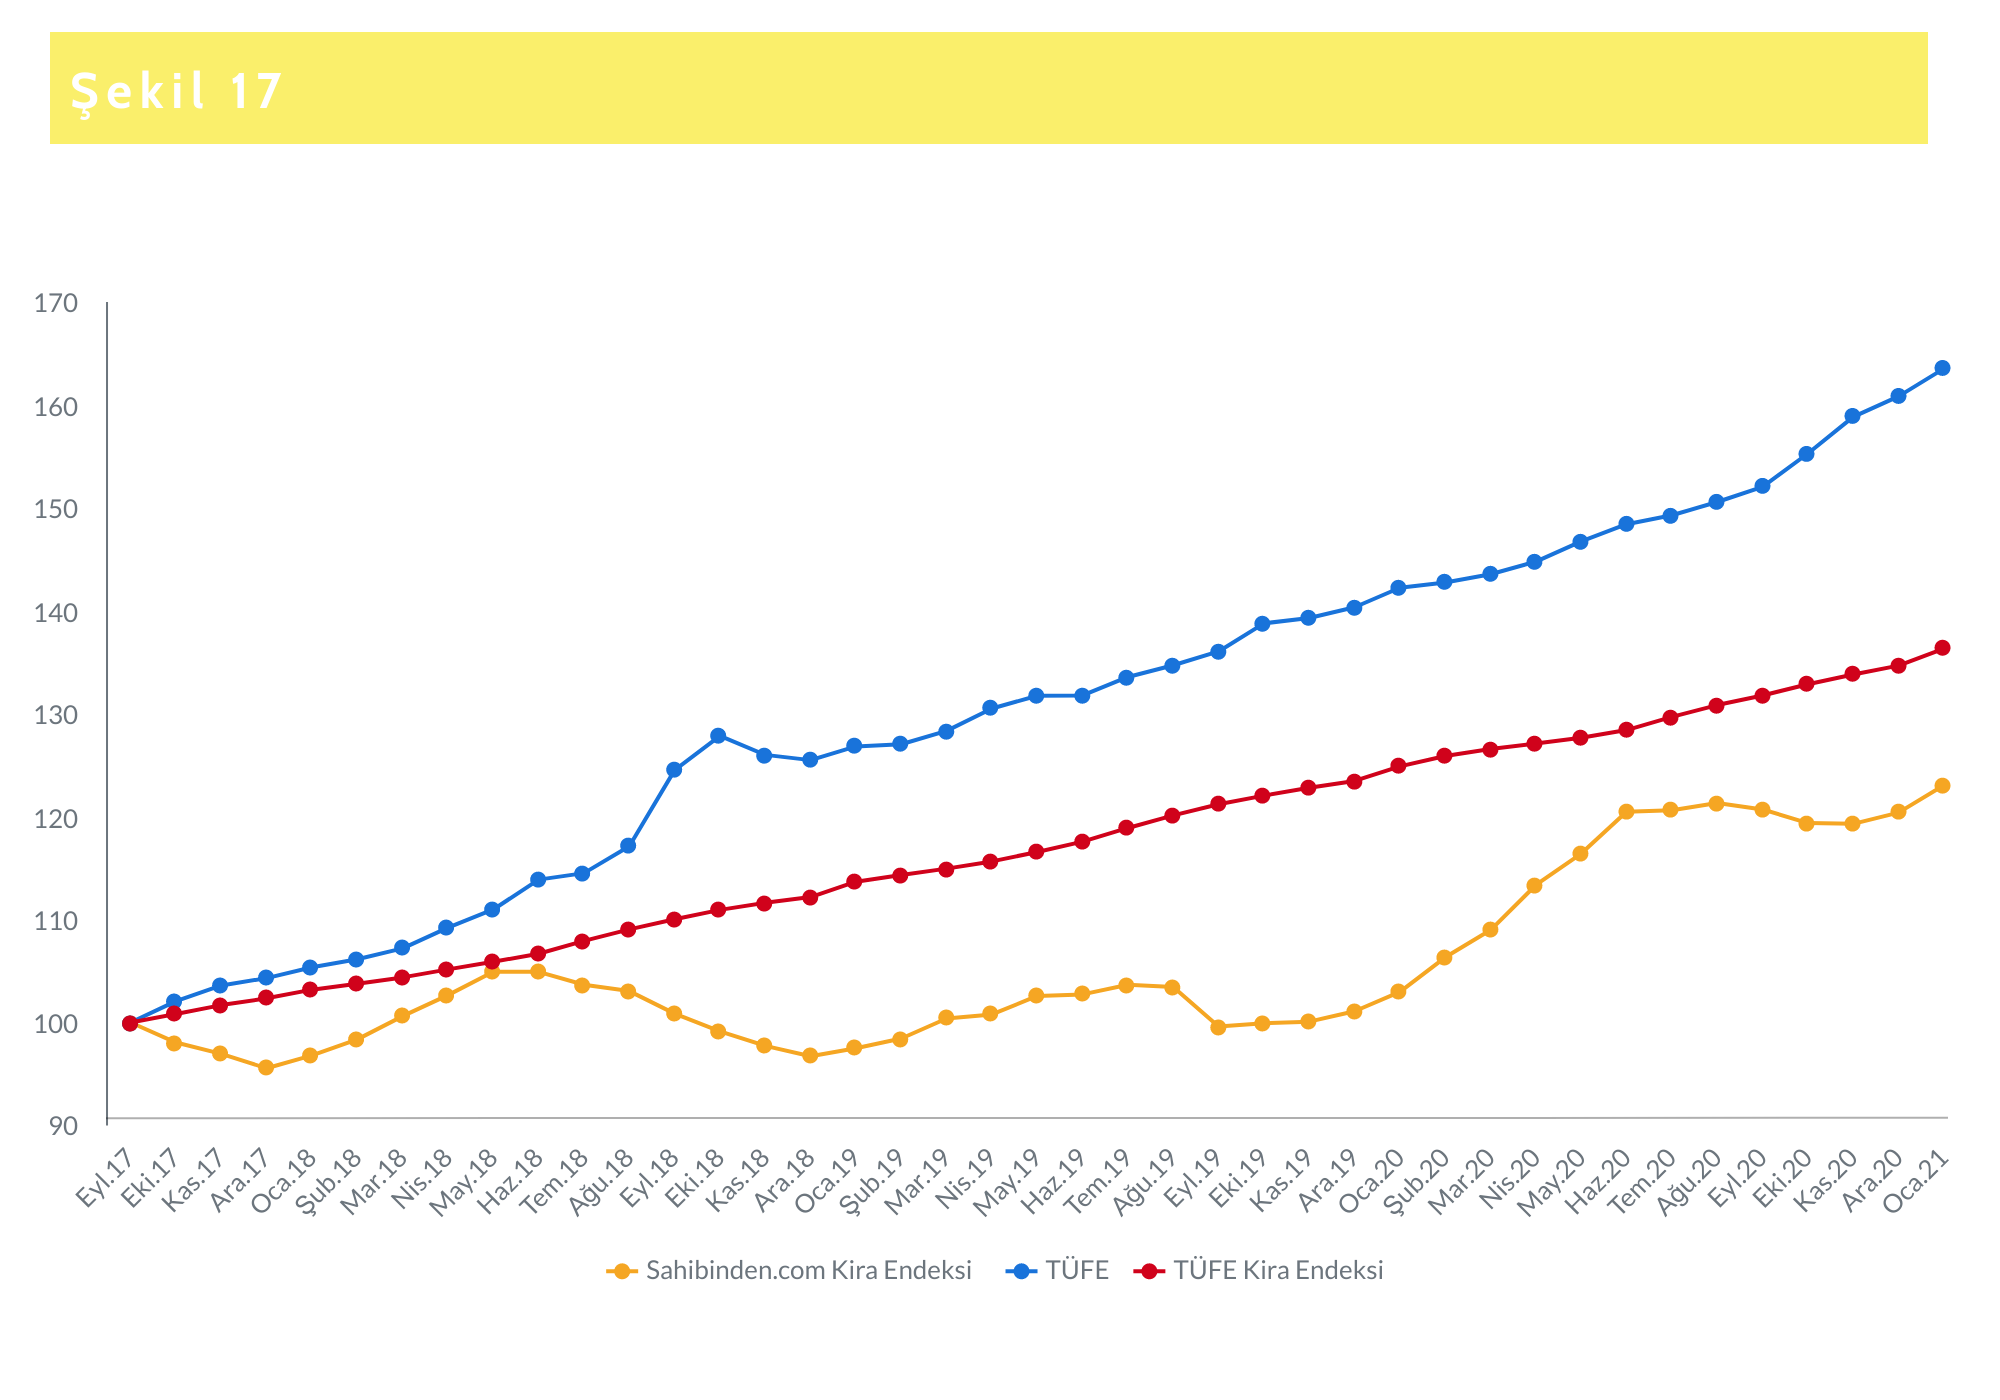 Şekil 17
170
160
150
140
130
120
110
100
90
Eyl.17
Eki.17
Kas.17
Ara.17
Oca.18
Şub.18
Mar.18
Nis.18
May.18
Haz.18
Tem.18
Ağu.18
Eyl.18
Eki.18
Kas.18
Ara.18
Oca.19
Şub.19
Mar.19
Nis.19
May.19
Haz.19
Tem.19
Ağu.19
Eyl.19
Eki.19
Kas.19
Ara.19
Oca.20
Şub.20
Mar.20
Nis.20
May.20
Haz.20
Tem.20
Ağu.20
Eyl.20
Eki.20
Kas.20
Ara.20
Oca.21
Sahibinden.com Kira Endeksi TÜFE TÜFE Kira Endeksi